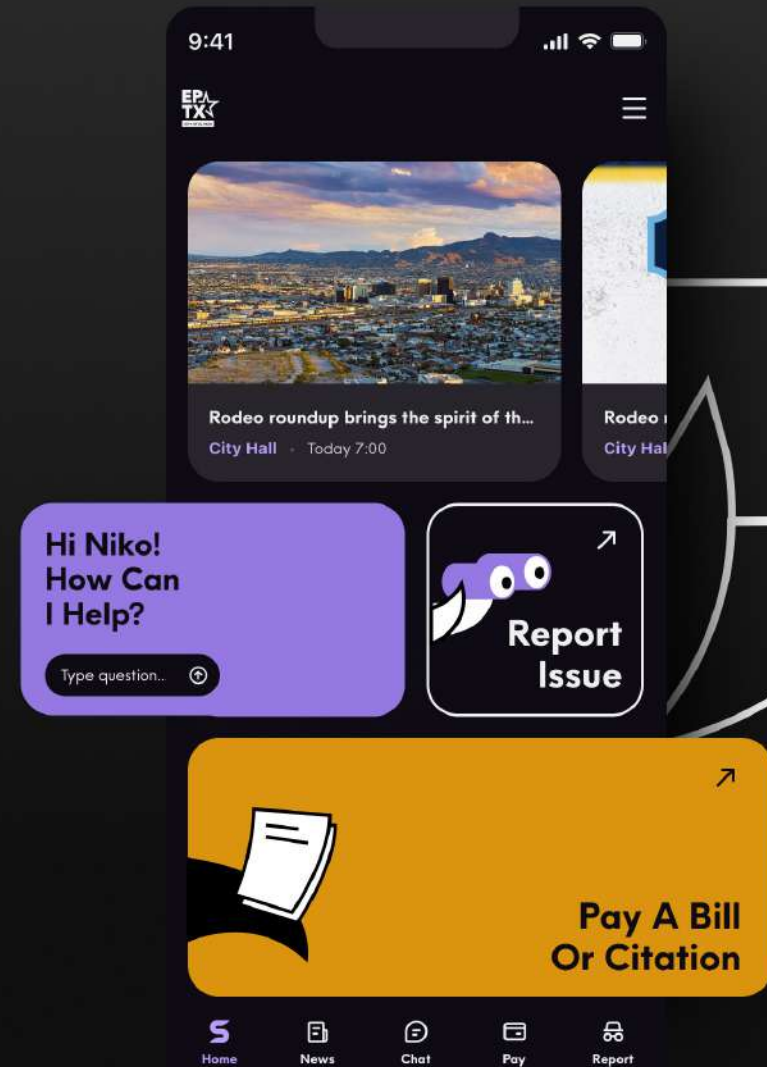 9:41
EP
TX
Rodeo roundup brings the spirit of th...
City Hall • Today 7:00
Rodeo
City Hal
Hi Niko!
How Can
I Help?
Type question..
Report
Issue
Pay A Bill
Or Citation
Home News Chat Pay Report